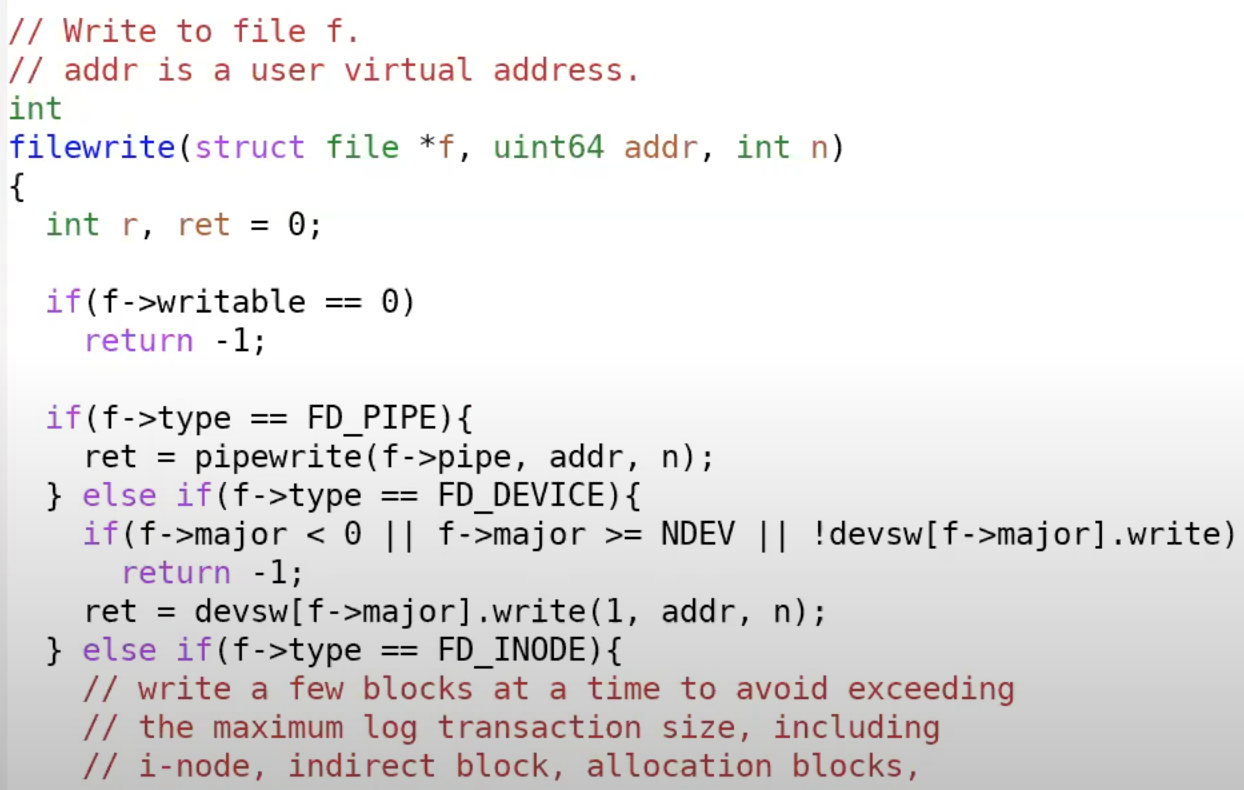 // Write to file f.
// addr is a user virtual address.
int
filewrite(struct file *f, uint64 addr, int n)
{
  int r, ret = 0;

  if(f->writable == 0)
    return -1;

  if(f->type == FD_PIPE){
    ret = pipewrite(f->pipe, addr, n);
  } else if(f->type == FD_DEVICE){
    if(f->major < 0 || f->major >= NDEV || !devsw[f->major].write)
      return -1;
    ret = devsw[f->major].write(1, addr, n);
  } else if(f->type == FD_INODE){
    // write a few blocks at a time to avoid exceeding
    // the maximum log transaction size, including
    // i-node, indirect block, allocation blocks,